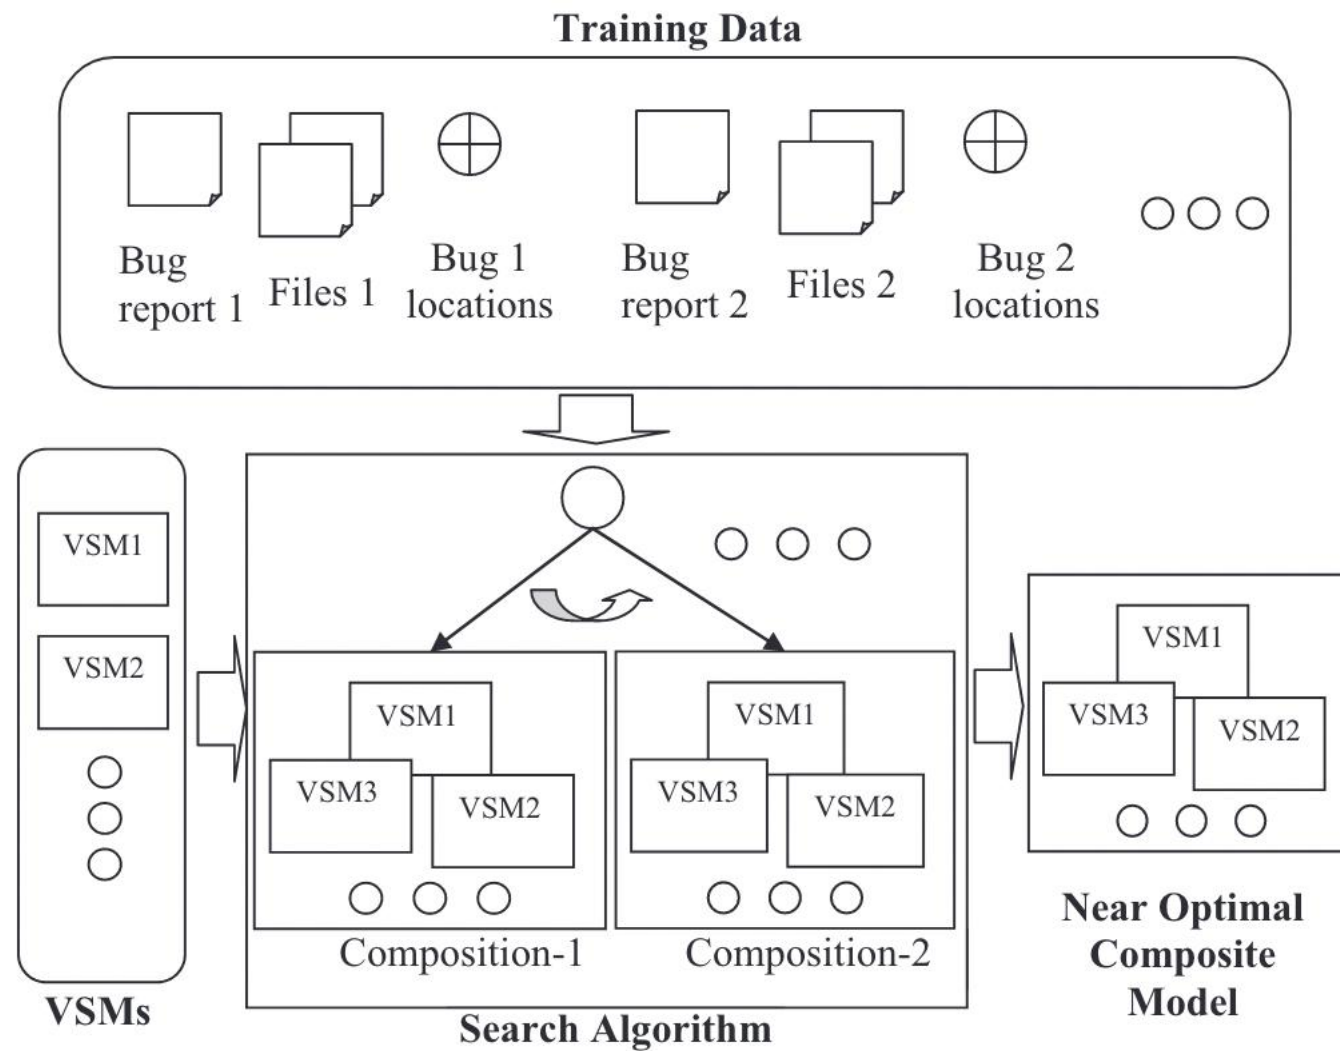 Training Data
Bug
report 1
Files 1
Bug 1
locations
Bug
report 2
Files 2
Bug 2
locations
VSM1
VSM2
VSMs
VSM1
VSM3
VSM2
Composition-1
VSM1
VSM3
VSM2
Composition-2
Search Algorithm
VSM1
VSM3
VSM2
Near Optimal
Composite
Model